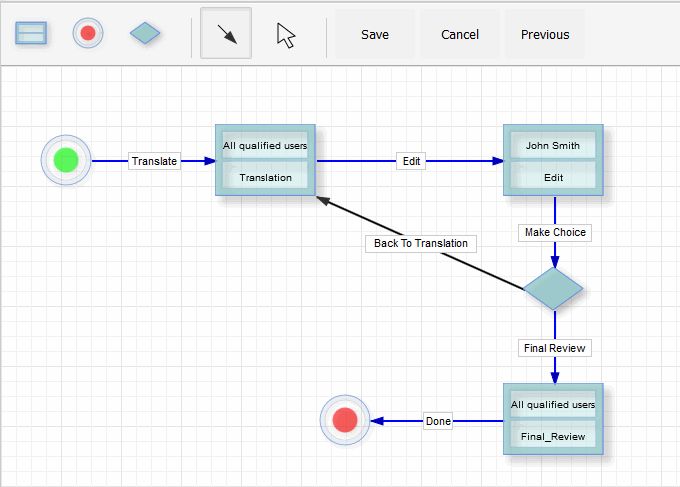 Save
Cancel
Previous
All qualified users
John Smith
Translate
Edit
Translation
Edit
Make Choice
Back To Translation
Final Review
All qualified users
Done
Final_Review